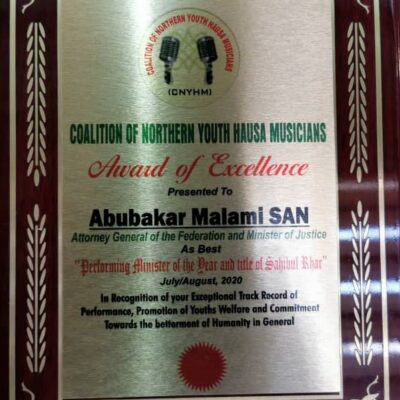 COALITION OF NORTHERN YOUTH HAUSA MUSICIANS
(CNYHM)
COALITION OF NORTHERN YOUTH HAUSA MUSICIANS
Award of Excellence
Presented To
Abubakar Malami SAN
Attorney General of the Federation and Minister of Justice
As Best
"Performing Minister of the Year and title of Sahibul Khar"
July/August, 2020
In Recognition of your Exceptional Track Record of
Performance, Promotion of Youths Welfare and Commitment
Towards the betterment of Humanity in General